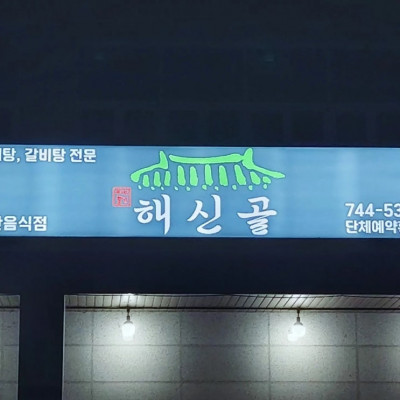 탕, 갈비탕 전문
음식점
해신골
744-53
단체예약